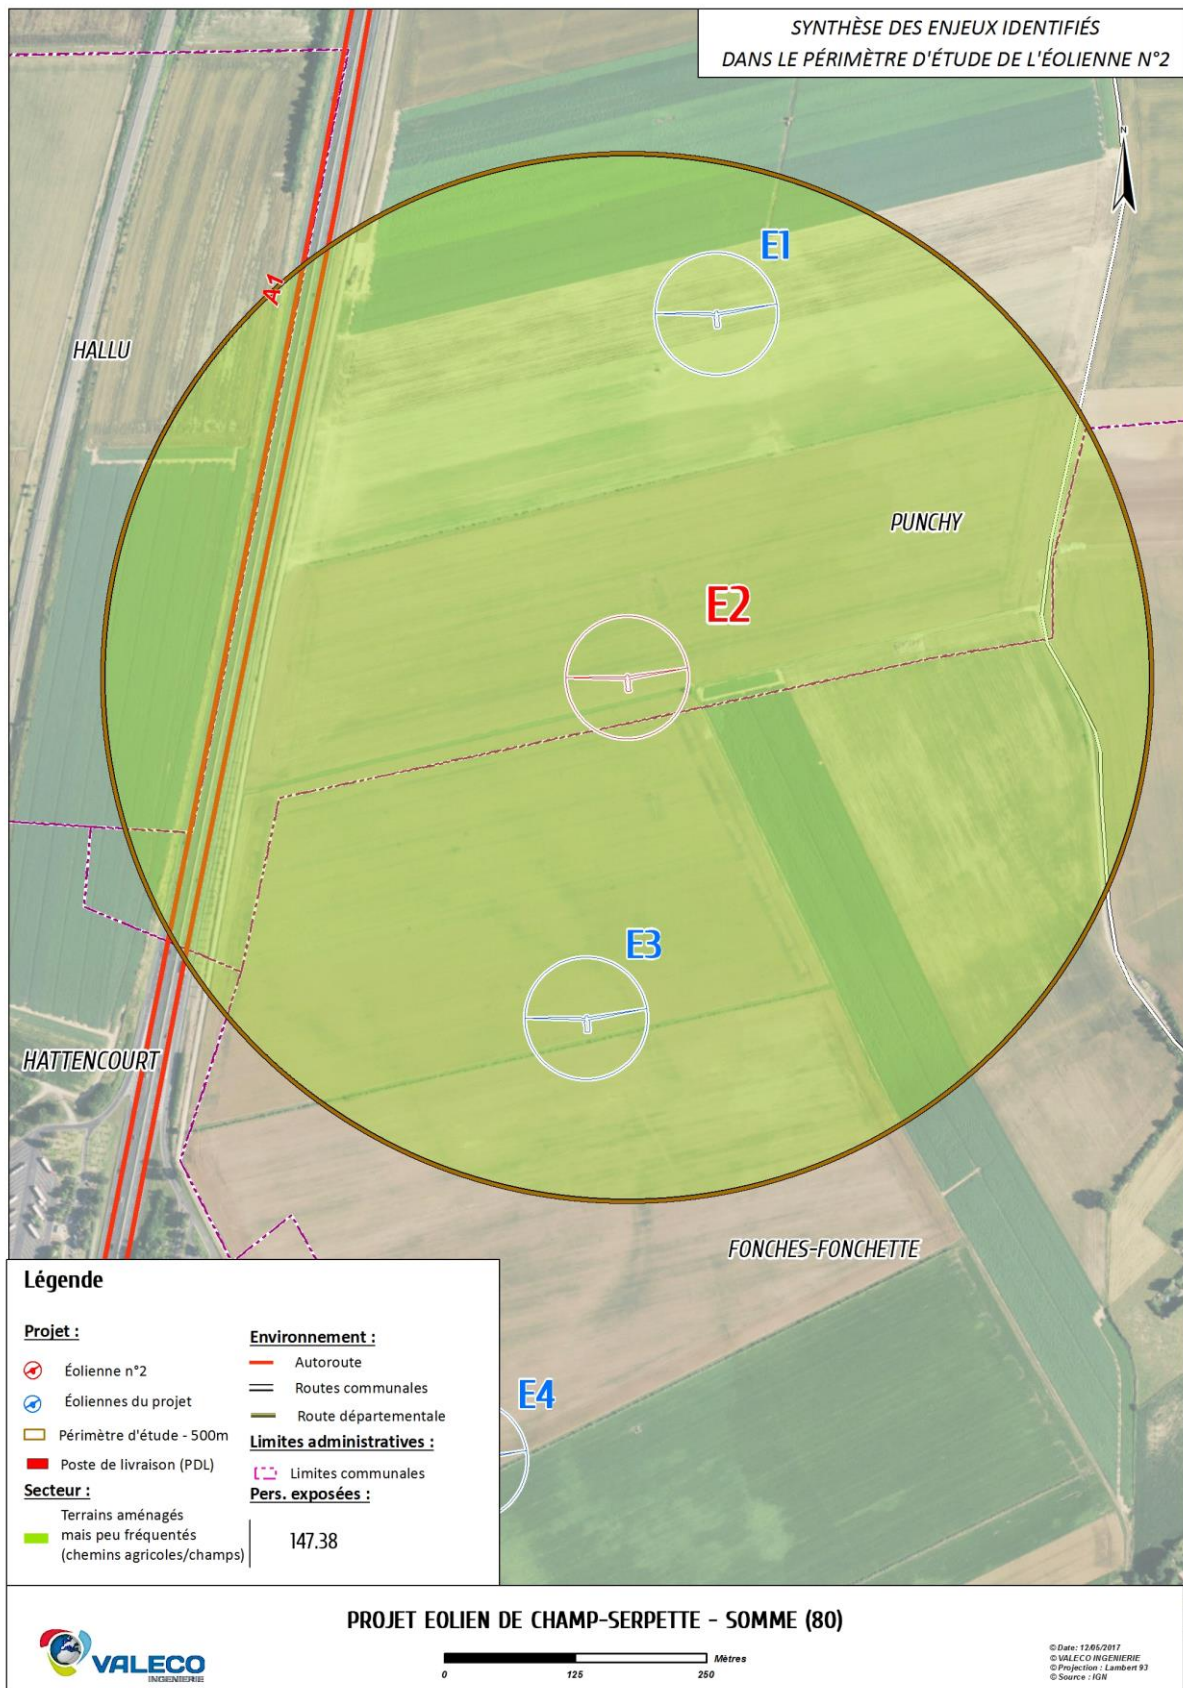 SYNTHÈSE DES ENJEUX IDENTIFIÉS
DANS LE PÉRIMÈTRE D'ÉTUDE DE L'ÉOLIENNE N°2
N
E1
A1
HALLU
PUNCHY
E2
E3
HATTENCOURT
FONCHES-FONCHETTE
E4
Légende
Projet :
Éolienne n°2
Éoliennes du projet
Périmètre d'étude - 500m
Poste de livraison (PDL)
Secteur :
Terrains aménagés
mais peu fréquentés
(chemins agricoles/champs)
Environnement :
Autoroute
Routes communales
Route départementale
Limites administratives :
Limites communales
Pers. exposées :
147.38
PROJET EOLIEN DE CHAMP-SERPETTE - SOMME (80)
VALECO
INGENIERIE
Mètres
0 125 250
© Date: 12/05/2017
© VALECO INGENIERIE
© Projection : Lambert 93
© Source : IGN